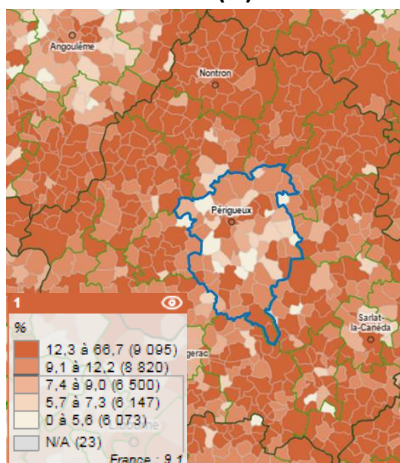 Angoulême
Nontron
Périgueux
Sarlat-
la-Canéda
gerac
1
%
12,3 à 66,7 (9 095)
9,1 à 12,2 (8 820)
7,4 à 9,0 (6 500)
5,7 à 7,3 (6 147)
0 à 5,6 (6 073)
N/A (23)
France : 9,1